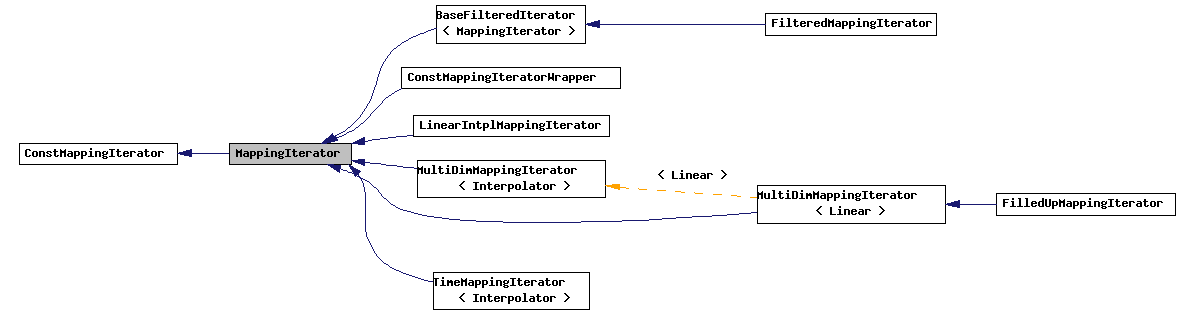 BaseFilteredIterator
< MappingIterator >
FilteredMappingIterator
ConstMappingIteratorWrapper
LinearIntplMappingIterator
ConstMappingIterator
MappingIterator
MultiDimMappingIterator
< Interpolator >
< Linear >
MultiDimMappingIterator
< Linear >
FilledUpMappingIterator
TimeMappingIterator
< Interpolator >